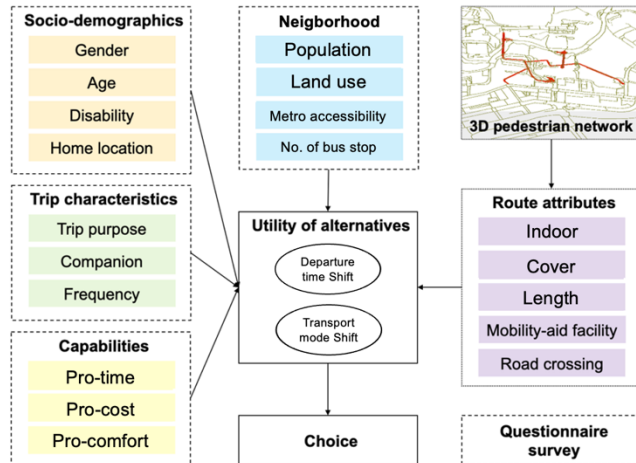 Socio-demographics
Gender
Age
Disability
Home location
Neigborhood
Population
Land use
Metro accessibility
No. of bus stop
3D pedestrian network
Trip characteristics
Trip purpose
Companion
Frequency
Utility of alternatives
Departure
time Shift
Transport
mode Shift
Route attributes
Indoor
Cover
Length
Mobility-aid facility
Road crossing
Capabilities
Pro-time
Pro-cost
Pro-comfort
Choice
Questionnaire
survey